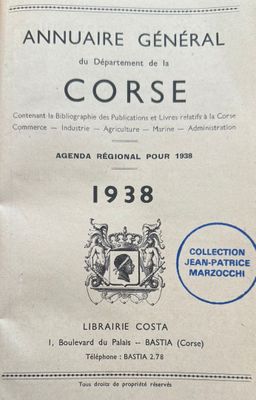 ANNUAIRE GÉNÉRAL
du Département de la
CORSE
Contenant la Bibliographie des Publications et Livres relatifs à la Corse
Commerce — Industrie — Agriculture — Marine — Administration
AGENDA RÉGIONAL POUR 1938
1938
COLLECTION
JEAN-PATRICE
MARZOCCHI
LIBRAIRIE COSTA
1, Boulevard du Palais — BASTIA (Corse)
Téléphone : BASTIA 2.78
Tous droits de propriété réservés